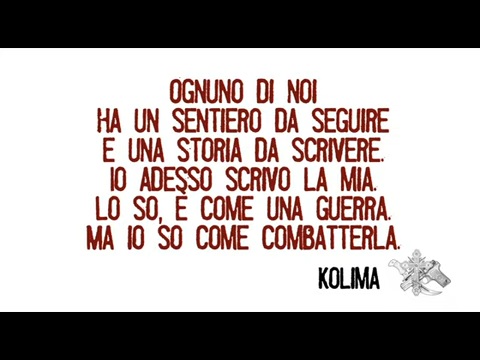 OGNUNO DI NOI
HA UN SENTIERO DA SEGUIRE
E UNA STORIA DA SCRIVERE.
IO ADESSO SCRIVO LA MIA.
LO SO, È COME UNA GUERRA.
MA IO SO COME COMBATTERLA.
KOLIMA